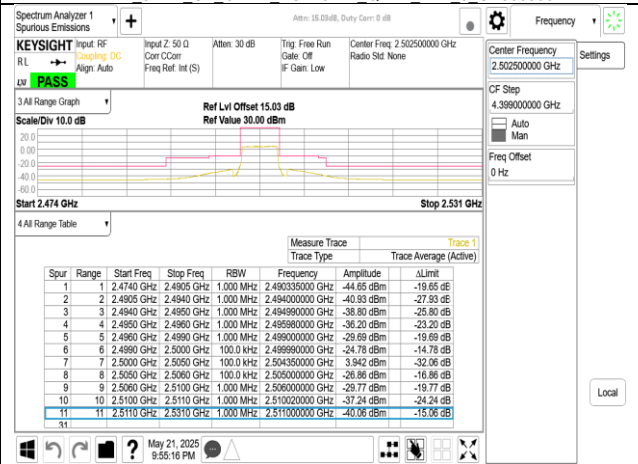 Spectrum Analyzer 1
Spurious Emissions
Attn: 15.03dB, Duty Carr: 0 dB
Frequency
KEYSIGHT
Input: RF
Coupling: DC
Align: Auto
Input Z: 50 Ω
Corr CCorr
Freq Ref: Int (S)
Atten: 30 dB
Trig: Free Run
Gate: Off
IF Gain: Low
Center Freq: 2.502500000 GHz
Radio Std: None
RL
LXI
PASS
Center Frequency
2.502500000 GHz
Settings
CF Step
4.399000000 GHz
Auto
Man
Freq Offset
0 Hz
Local
3 All Range Graph
Scale/Div 10.0 dB
Ref Lvl Offset 15.03 dB
Ref Value 30.00 dBm
20.0
0.00
-20.0
-40.0
-60.0
Start 2.474 GHz
Stop 2.531 GHz
4 All Range Table
Measure Trace Trace 1
Trace Type Trace Average (Active)
Spur Range Start Freq Stop Freq RBW Frequency Amplitude ΔLimit
1 1 2.4740 GHz 2.4905 GHz 1.000 MHz 2.490335000 GHz -44.65 dBm -19.65 dB
2 2 2.4905 GHz 2.4940 GHz 1.000 MHz 2.494000000 GHz -40.93 dBm -27.93 dB
3 3 2.4940 GHz 2.4950 GHz 1.000 MHz 2.494990000 GHz -38.80 dBm -25.80 dB
4 4 2.4950 GHz 2.4960 GHz 1.000 MHz 2.495980000 GHz -36.20 dBm -23.20 dB
5 5 2.4960 GHz 2.4990 GHz 1.000 MHz 2.499000000 GHz -29.69 dBm -19.69 dB
6 6 2.4990 GHz 2.5000 GHz 100.0 kHz 2.499990000 GHz -24.78 dBm -14.78 dB
7 7 2.5000 GHz 2.5050 GHz 100.0 kHz 2.504350000 GHz 3.942 dBm -32.06 dB
8 8 2.5050 GHz 2.5060 GHz 100.0 kHz 2.505000000 GHz -26.86 dBm -16.86 dB
9 9 2.5060 GHz 2.5100 GHz 1.000 MHz 2.506000000 GHz -29.77 dBm -19.77 dB
10 10 2.5100 GHz 2.5110 GHz 1.000 MHz 2.510020000 GHz -37.24 dBm -24.24 dB
11 11 2.5110 GHz 2.5310 GHz 1.000 MHz 2.511000000 GHz -40.06 dBm -15.06 dB
31
May 21, 2025
9:55:16 PM